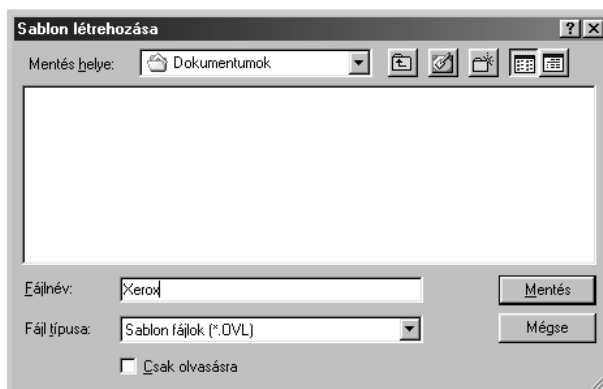 Sablon létrehozása
Mentés helye: Dokumentumok
Fájlnév: Xerox Mentés
Fájl típusa: Sablon fájlok (*.OVL) Mégse
Csak olvasásra